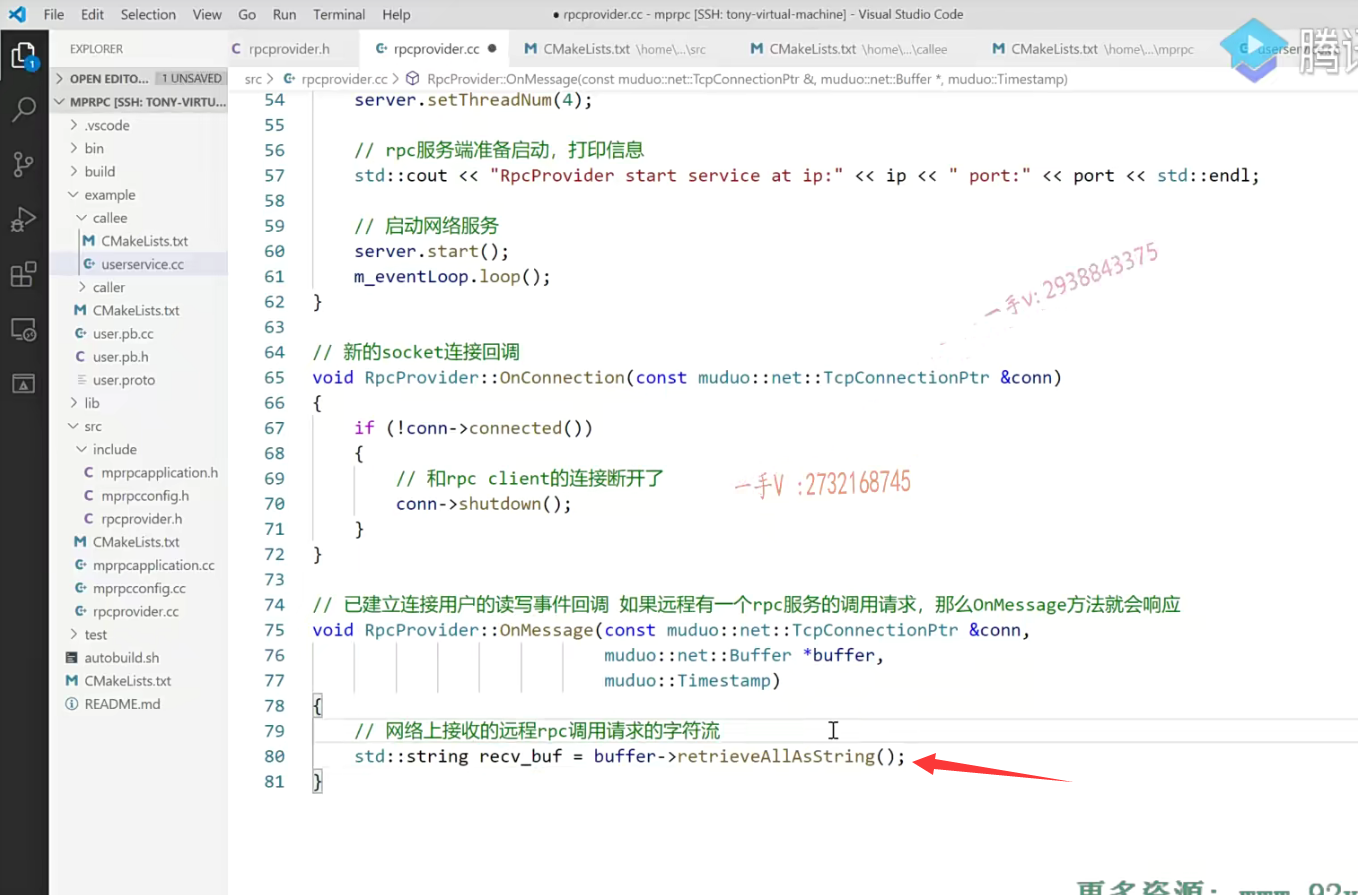 File Edit Selection View Go Run Terminal Help
● rpcprovider.cc - mprpc [SSH: tony-virtual-machine] - Visual Studio Code
EXPLORER
rpcprovider.h
rpcprovider.cc ●
CMakeLists.txt \home\...\src
CMakeLists.txt \home\...\callee
CMakeLists.txt \home\...\mprpc
腾
OPEN EDITO... 1 UNSAVED
src > rpcprovider.cc > RpcProvider::OnMessage(const muduo::net::TcpConnectionPtr &, muduo::net::Buffer *, muduo::Timestamp)
MPRPC [SSH: TONY-VIRTU...
.vscode
bin
build
example
callee
CMakeLists.txt
userservice.cc
caller
CMakeLists.txt
user.pb.cc
user.pb.h
user.proto
lib
src
include
mprpcapplication.h
mprpcconfig.h
rpcprovider.h
CMakeLists.txt
mprpcapplication.cc
mprpcconfig.cc
rpcprovider.cc
test
autobuild.sh
CMakeLists.txt
README.md
1
54 server.setThreadNum(4);
55
56 // rpc服务端准备启动，打印信息
57 std::cout << "RpcProvider start service at ip:" << ip << " port:" << port << std::endl;
58
59 // 启动网络服务
60 server.start();
61 m_eventLoop.loop();
62 }
63
64 // 新的socket连接回调
65 void RpcProvider::OnConnection(const muduo::net::TcpConnectionPtr &conn)
66 {
67 if (!conn->connected())
68 {
69 // 和rpc client的连接断开了
70 conn->shutdown();
71 }
72 }
73
74 // 已建立连接用户的读写事件回调 如果远程有一个rpc服务的调用请求，那么OnMessage方法就会响应
75 void RpcProvider::OnMessage(const muduo::net::TcpConnectionPtr &conn,
76 muduo::net::Buffer *buffer,
77 muduo::Timestamp)
78 {
79 // 网络上接收的远程rpc调用请求的字符流
80 std::string recv_buf = buffer->retrieveAllAsString();
81 }
一手v: 2938843375
一手V :2732168745